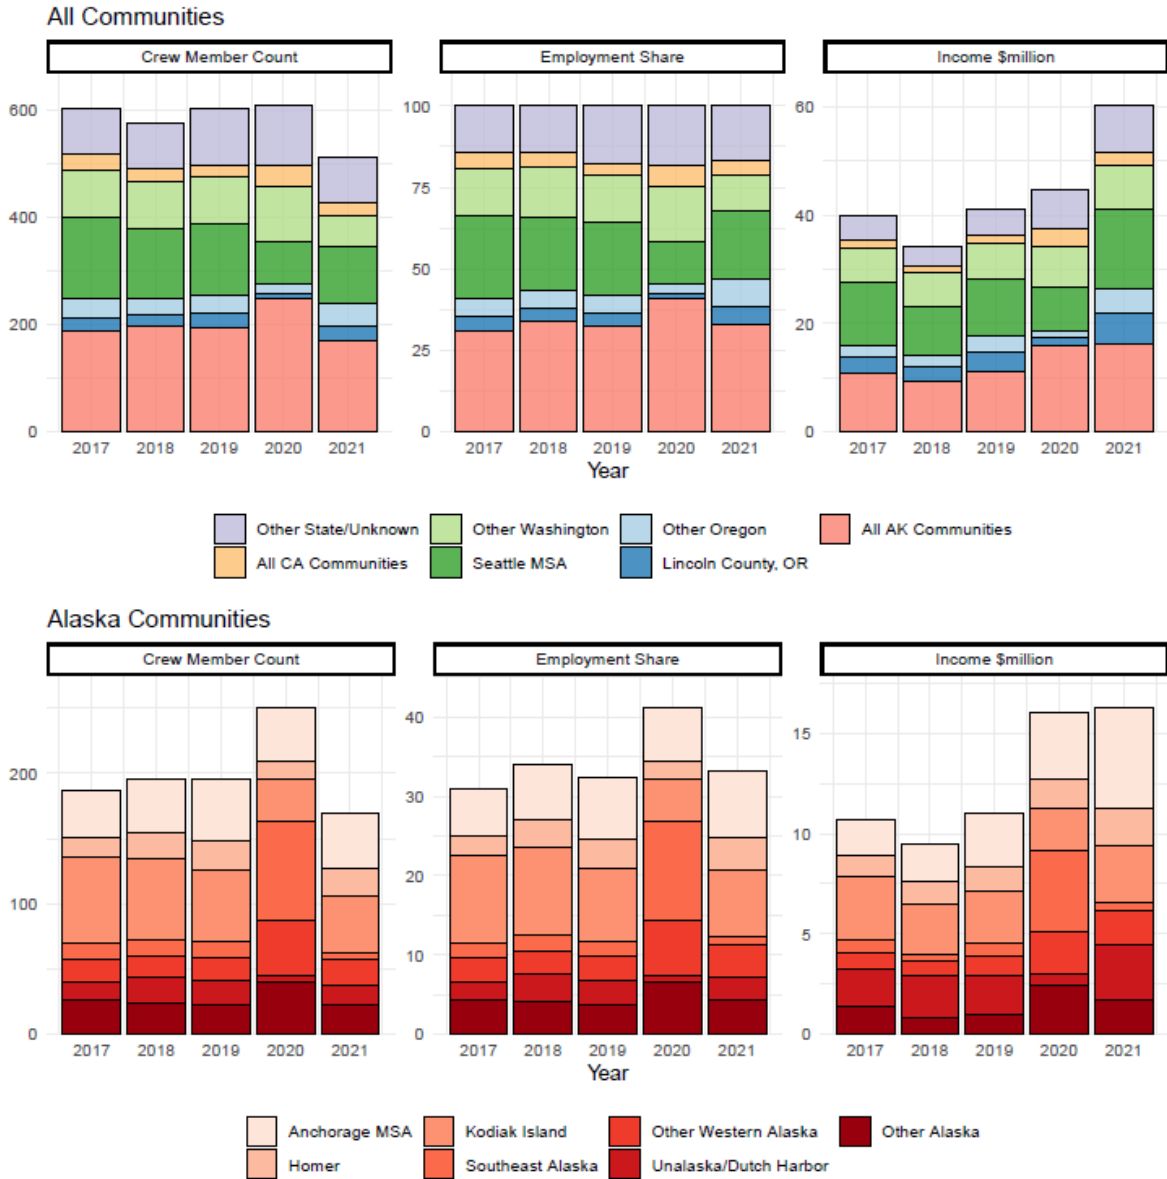 All Communities
Crew Member Count Employment Share Income $million
600
400
200
0
100
75
50
25
0
60
40
20
0
2017 2018 2019 2020 2021 2017 2018 2019 2020 2021 2017 2018 2019 2020 2021
Year
Other State/Unknown Other Washington Other Oregon All AK Communities
All CA Communities Seattle MSA Lincoln County, OR
Alaska Communities
Crew Member Count Employment Share Income $million
200
100
0
40
30
20
10
0
15
10
5
0
2017 2018 2019 2020 2021 2017 2018 2019 2020 2021 2017 2018 2019 2020 2021
Year
Anchorage MSA Kodiak Island Other Western Alaska Other Alaska
Homer Southeast Alaska Unalaska/Dutch Harbor